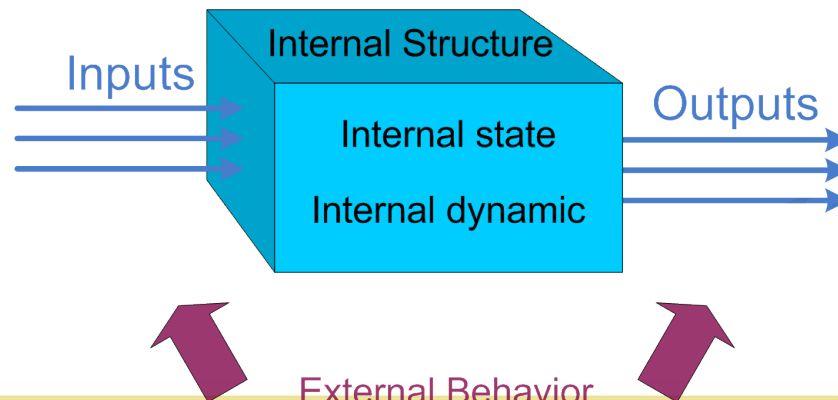 Internal Structure
Inputs
Outputs
Internal state
Internal dynamic
External Behavior